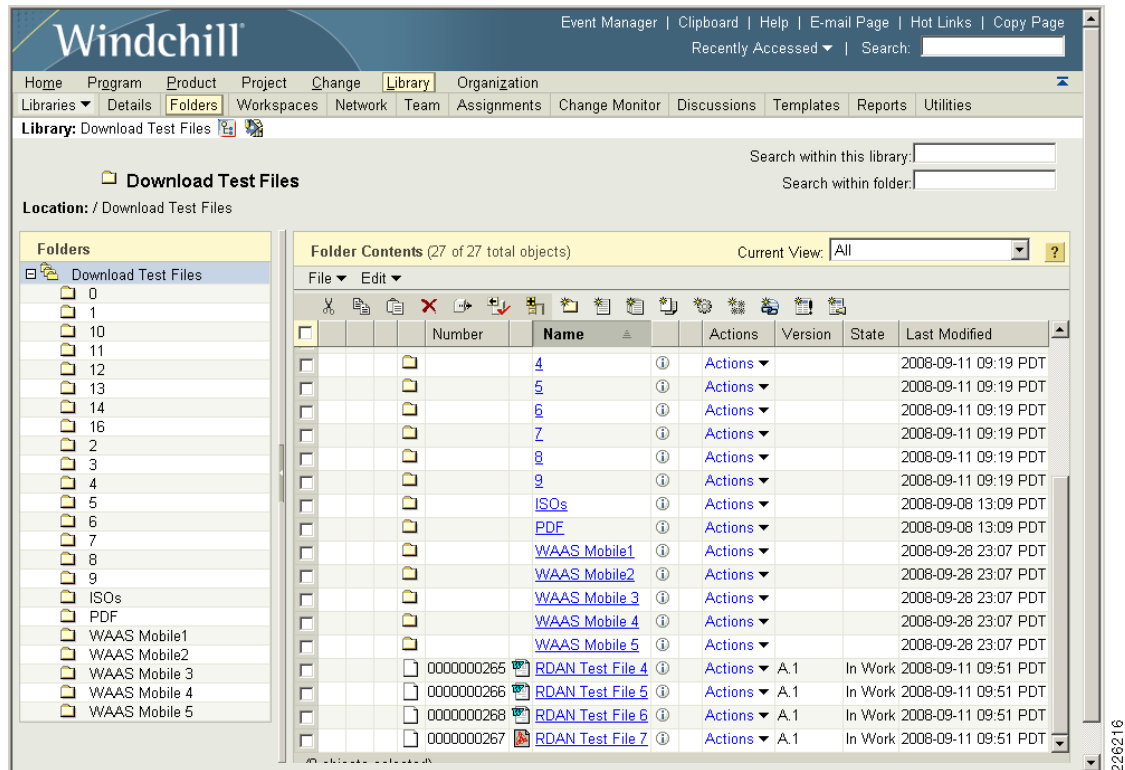 Windchill
Event Manager | Clipboard | Help | E-mail Page | Hot Links | Copy Page
Recently Accessed ▾ | Search:
Home Program Product Project Change Library Organization
Libraries ▾ Details Folders Workspaces Network Team Assignments Change Monitor Discussions Templates Reports Utilities
Library: Download Test Files
Search within this library:
Download Test Files
Search within folder:
Location: / Download Test Files
Folders
Download Test Files
0
1
10
11
12
13
14
16
2
3
4
5
6
7
8
9
ISOs
PDF
WAAS Mobile1
WAAS Mobile2
WAAS Mobile 3
WAAS Mobile 4
WAAS Mobile 5
Folder Contents (27 of 27 total objects) Current View: All ?
File ▾ Edit ▾
Number Name Actions Version State Last Modified
4 Actions ▾ 2008-09-11 09:19 PDT
5 Actions ▾ 2008-09-11 09:19 PDT
6 Actions ▾ 2008-09-11 09:19 PDT
7 Actions ▾ 2008-09-11 09:19 PDT
8 Actions ▾ 2008-09-11 09:19 PDT
9 Actions ▾ 2008-09-11 09:19 PDT
ISOs Actions ▾ 2008-09-08 13:09 PDT
PDF Actions ▾ 2008-09-08 13:09 PDT
WAAS Mobile1 Actions ▾ 2008-09-28 23:07 PDT
WAAS Mobile2 Actions ▾ 2008-09-28 23:07 PDT
WAAS Mobile 3 Actions ▾ 2008-09-28 23:07 PDT
WAAS Mobile 4 Actions ▾ 2008-09-28 23:07 PDT
WAAS Mobile 5 Actions ▾ 2008-09-28 23:07 PDT
0000000265 RDAN Test File 4 Actions ▾ A.1 In Work 2008-09-11 09:51 PDT
0000000266 RDAN Test File 5 Actions ▾ A.1 In Work 2008-09-11 09:51 PDT
0000000268 RDAN Test File 6 Actions ▾ A.1 In Work 2008-09-11 09:51 PDT
0000000267 RDAN Test File 7 Actions ▾ A.1 In Work 2008-09-11 09:51 PDT
226216